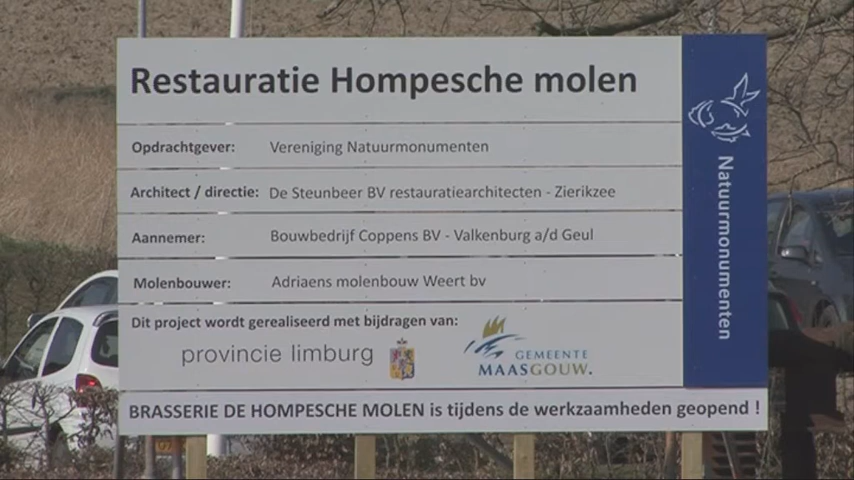 Restauratie Hompesche molen
Opdrachtgever: Vereniging Natuurmonumenten
Architect / directie: De Steunbeer BV restauratiearchitecten - Zierikzee
Aannemer: Bouwbedrijf Coppens BV - Valkenburg a/d Geul
Molenbouwer: Adriaens molenbouw Weert bv
Dit project wordt gerealiseerd met bijdragen van:
provincie limburg
GEMEENTE
MAASGOUW.
BRASSERIE DE HOMPESCHE MOLEN is tijdens de werkzaamheden geopend !
Natuurmonumenten